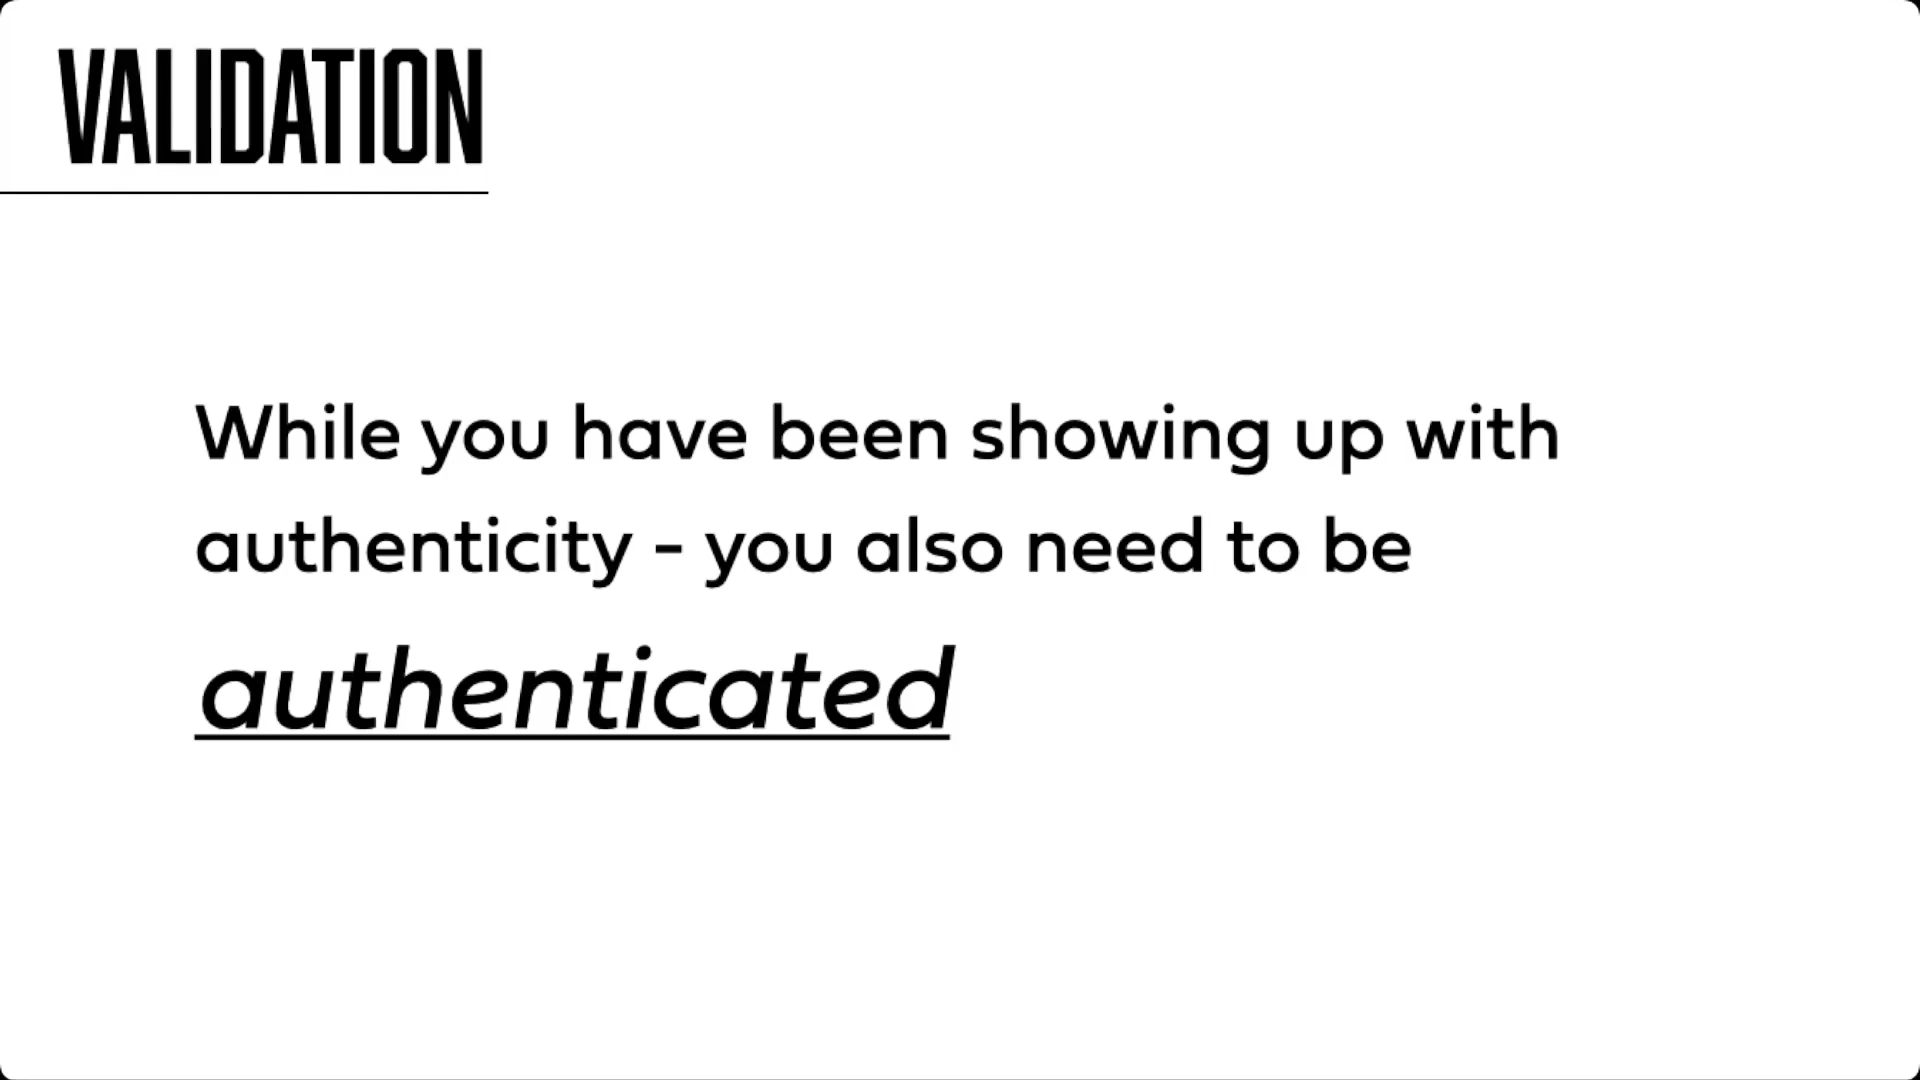 VALIDATION
While you have been showing up with
authenticity - you also need to be
authenticated